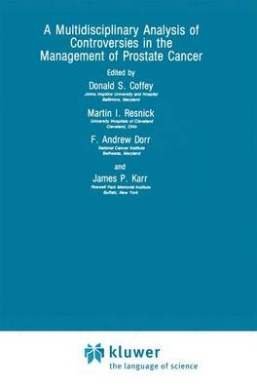 A Multidisciplinary Analysis of
Controversies in the
Management of Prostate Cancer
Edited by
Donald S. Coffey
Johns Hopkins University and Hospital
Baltimore, Maryland
Martin I. Resnick
University Hospitals of Cleveland
Cleveland, Ohio
F. Andrew Dorr
National Cancer Institute
Bethesda, Maryland
and
James P. Karr
Roswell Park Memorial Institute
Buffalo, New York
kluwer
the language of science